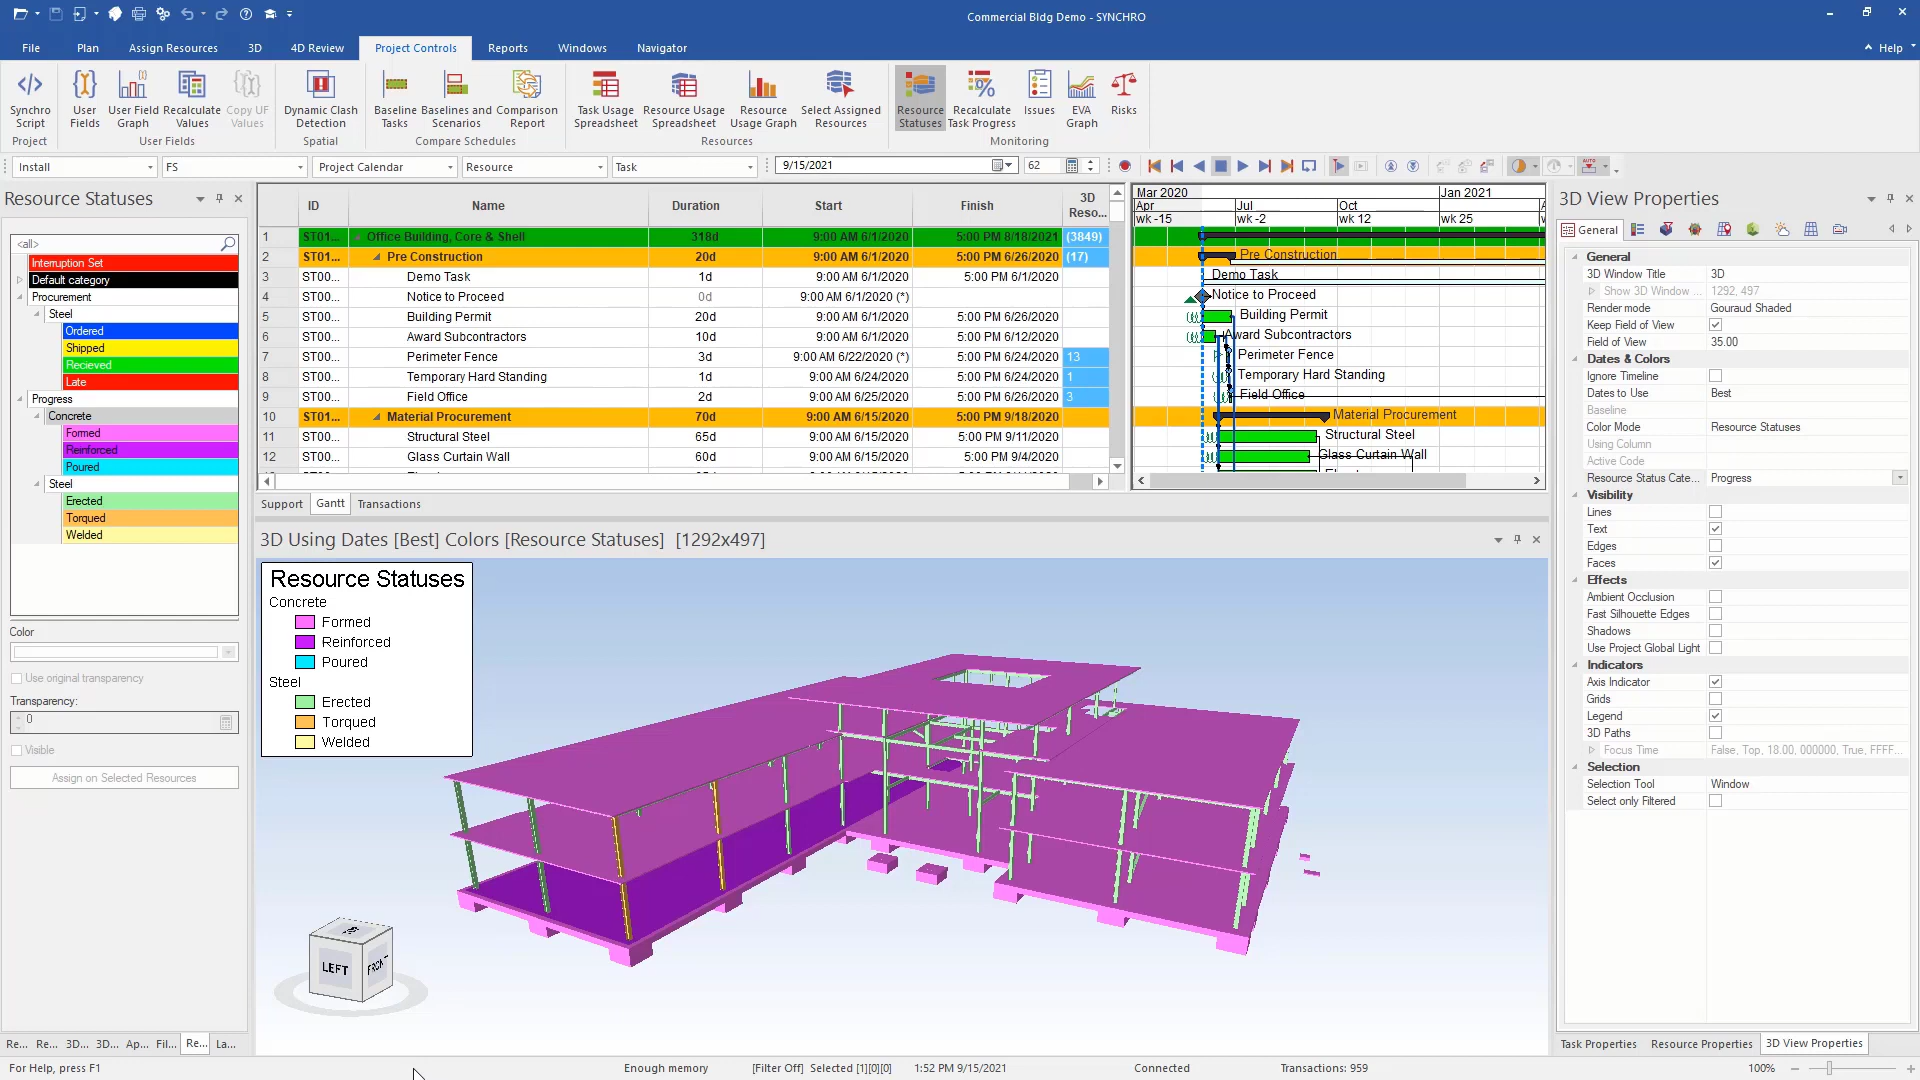 Commercial Bldg Demo - SYNCHRO
File Plan Assign Resources 3D 4D Review Project Controls Reports Windows Navigator Help
Synchro Script
User Fields
User Field Graph
Recalculate Values
Copy UF Values
Dynamic Clash Detection
Baseline Tasks
Baselines and Scenarios
Comparison Report
Task Usage Spreadsheet
Resource Usage Spreadsheet
Resource Usage Graph
Select Assigned Resources
Resource Statuses
Recalculate Task Progress
Issues
EVA Graph
Risks
Project User Fields Spatial Compare Schedules Resources Monitoring
Install FS Project Calendar Resource Task 9/15/2021 62 AUTO
Resource Statuses
<all>
Interruption Set
Default category
Procurement
Steel
Ordered
Shipped
Recieved
Late
Progress
Concrete
Formed
Reinforced
Poured
Steel
Erected
Torqued
Welded
Color
Use original transparency
Transparency:
0
Visible
Assign on Selected Resources
Re... Re... 3D... 3D... Ap... Fil... Re... La...
ID Name Duration Start Finish 3D Reso...
1 ST01... Office Building, Core & Shell 318d 9:00 AM 6/1/2020 5:00 PM 8/18/2021 (3849)
2 ST01... Pre Construction 20d 9:00 AM 6/1/2020 5:00 PM 6/26/2020 (17)
3 ST00... Demo Task 1d 9:00 AM 6/1/2020 5:00 PM 6/1/2020
4 ST00... Notice to Proceed 0d 9:00 AM 6/1/2020 (*)
5 ST00... Building Permit 20d 9:00 AM 6/1/2020 5:00 PM 6/26/2020
6 ST00... Award Subcontractors 10d 9:00 AM 6/1/2020 5:00 PM 6/12/2020
7 ST00... Perimeter Fence 3d 9:00 AM 6/22/2020 (*) 5:00 PM 6/24/2020 13
8 ST00... Temporary Hard Standing 1d 9:00 AM 6/24/2020 5:00 PM 6/24/2020 1
9 ST00... Field Office 2d 9:00 AM 6/25/2020 5:00 PM 6/26/2020 3
10 ST01... Material Procurement 70d 9:00 AM 6/15/2020 5:00 PM 9/18/2020
11 ST00... Structural Steel 65d 9:00 AM 6/15/2020 5:00 PM 9/11/2020
12 ST00... Glass Curtain Wall 60d 9:00 AM 6/15/2020 5:00 PM 9/4/2020
Support Gantt Transactions
Mar 2020 Jan 2021
Apr Jul Oct
wk -15 wk -2 wk 12 wk 25
Pre Construction
Demo Task
Notice to Proceed
Building Permit
Award Subcontractors
Perimeter Fence
Temporary Hard Standing
Field Office
Material Procurement
Structural Steel
Glass Curtain Wall
3D Using Dates [Best] Colors [Resource Statuses] [1292x497]
Resource Statuses
Concrete
Formed
Reinforced
Poured
Steel
Erected
Torqued
Welded
TOP
LEFT
FRONT
3D View Properties
General
General
3D Window Title 3D
Show 3D Window ... 1292, 497
Render mode Gouraud Shaded
Keep Field of View
Field of View 35.00
Dates & Colors
Ignore Timeline
Dates to Use Best
Baseline
Color Mode Resource Statuses
Using Column
Active Code
Resource Status Cate... Progress
Visibility
Lines
Text
Edges
Faces
Effects
Ambient Occlusion
Fast Silhouette Edges
Shadows
Use Project Global Light
Indicators
Axis Indicator
Grids
Legend
3D Paths
Focus Time False, Top, 18.00, 000000, True, FFFF...
Selection
Selection Tool Window
Select only Filtered
Task Properties Resource Properties 3D View Properties
For Help, press F1 Enough memory [Filter Off] Selected [1][0][0] 1:52 PM 9/15/2021 Connected Transactions: 959 100%